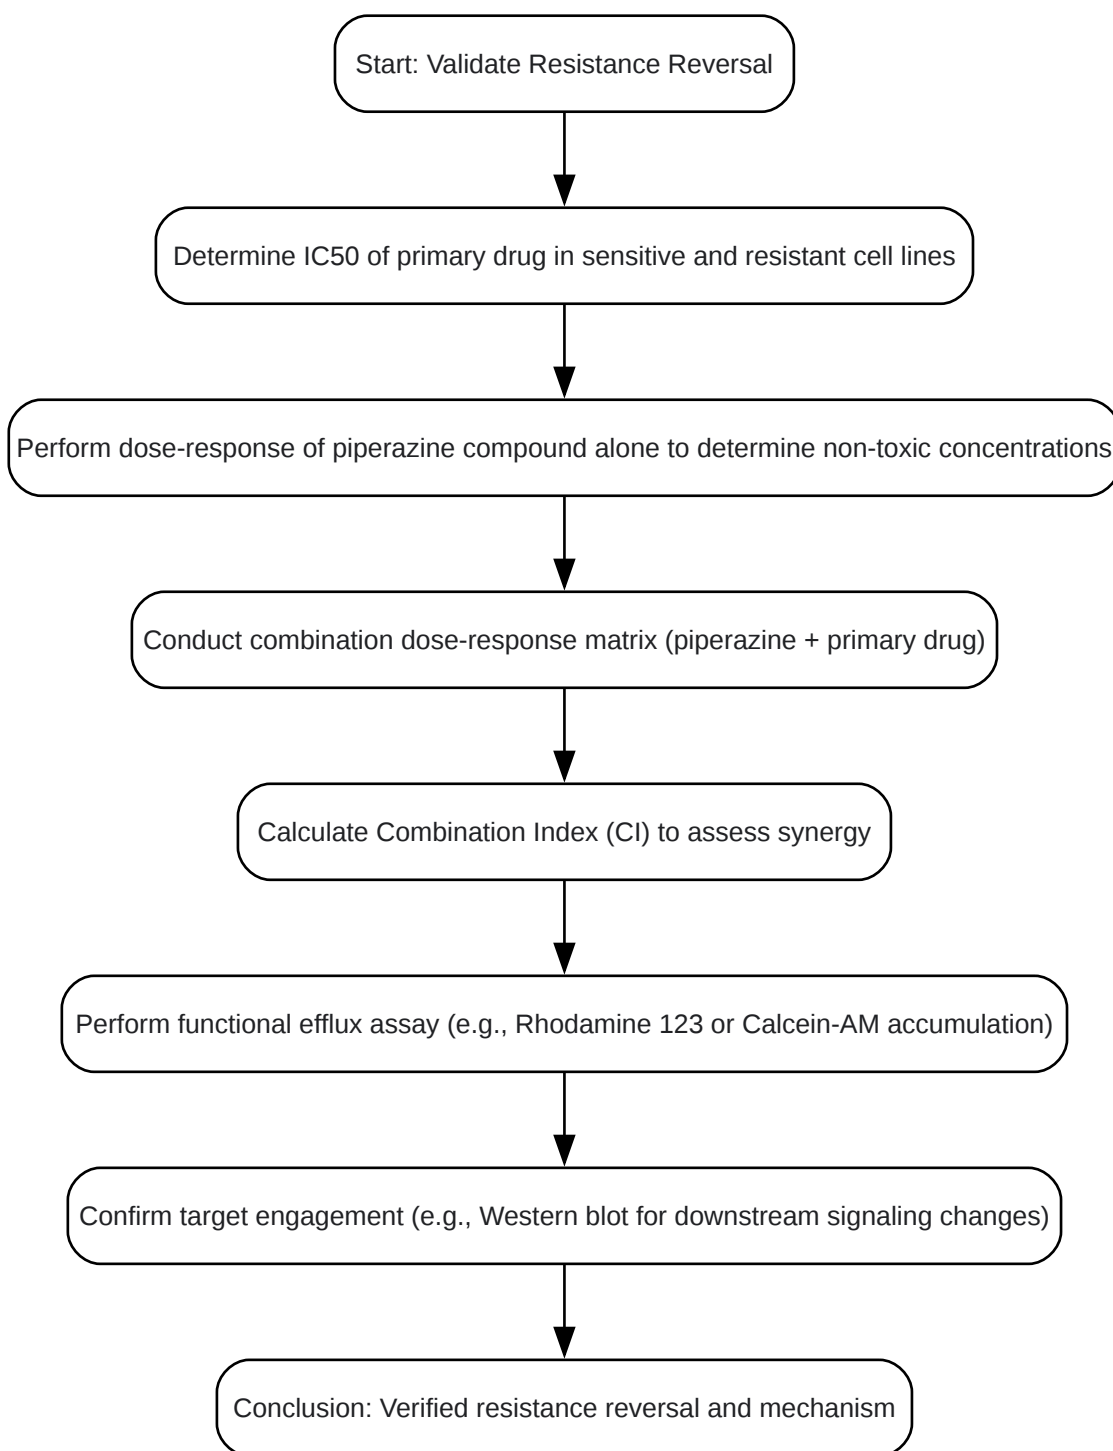 Start: Validate Resistance Reversal
Determine IC50 of primary drug in sensitive and resistant cell lines
Perform dose-response of piperazine compound alone to determine non-toxic concentrations
Conduct combination dose-response matrix (piperazine + primary drug)
Calculate Combination Index (CI) to assess synergy
Perform functional efflux assay (e.g., Rhodamine 123 or Calcein-AM accumulation)
Confirm target engagement (e.g., Western blot for downstream signaling changes)
Conclusion: Verified resistance reversal and mechanism